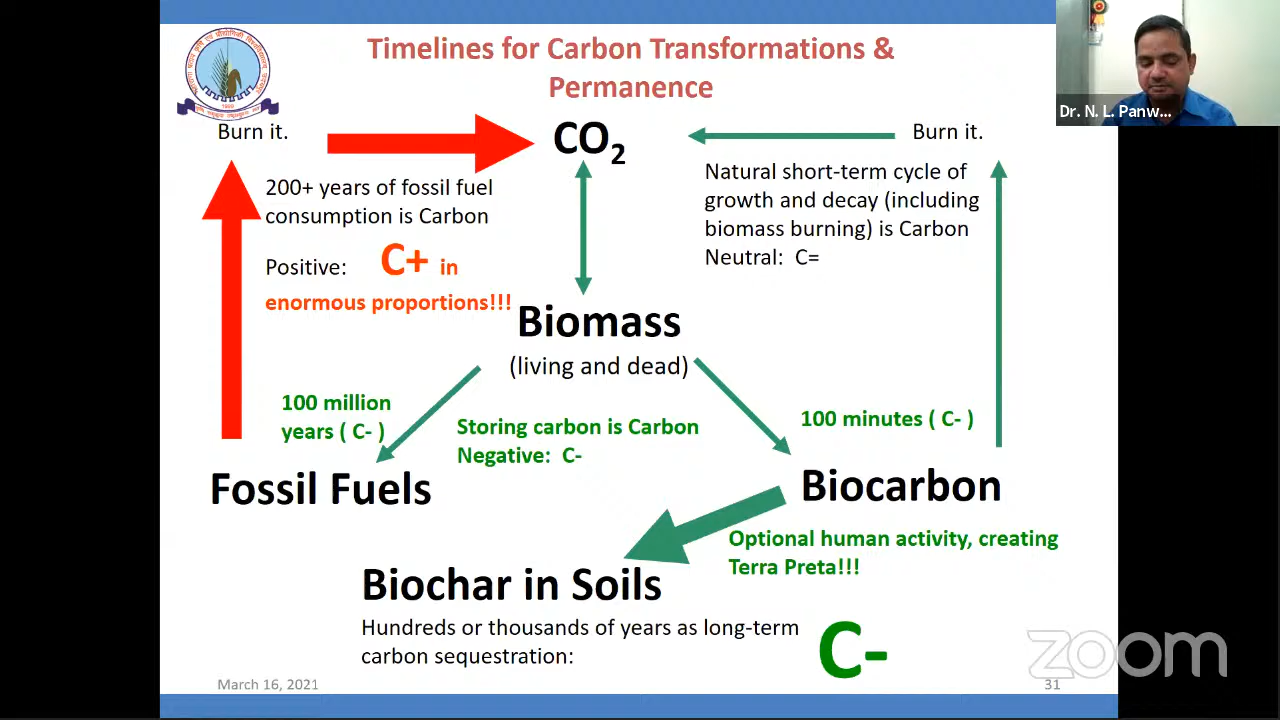 Timelines for Carbon Transformations &
Permanence
Dr. N. L. Panw...
Burn it.
CO₂
Burn it.
200+ years of fossil fuel
consumption is Carbon
Positive: C+ in
enormous proportions!!!
Natural short-term cycle of
growth and decay (including
biomass burning) is Carbon
Neutral: C=
Biomass
(living and dead)
100 million
years ( C- )
Storing carbon is Carbon
Negative: C-
100 minutes ( C- )
Fossil Fuels
Biocarbon
Optional human activity, creating
Terra Preta!!!
Biochar in Soils
Hundreds or thousands of years as long-term
carbon sequestration:
C-
zoom
March 16, 2021
31